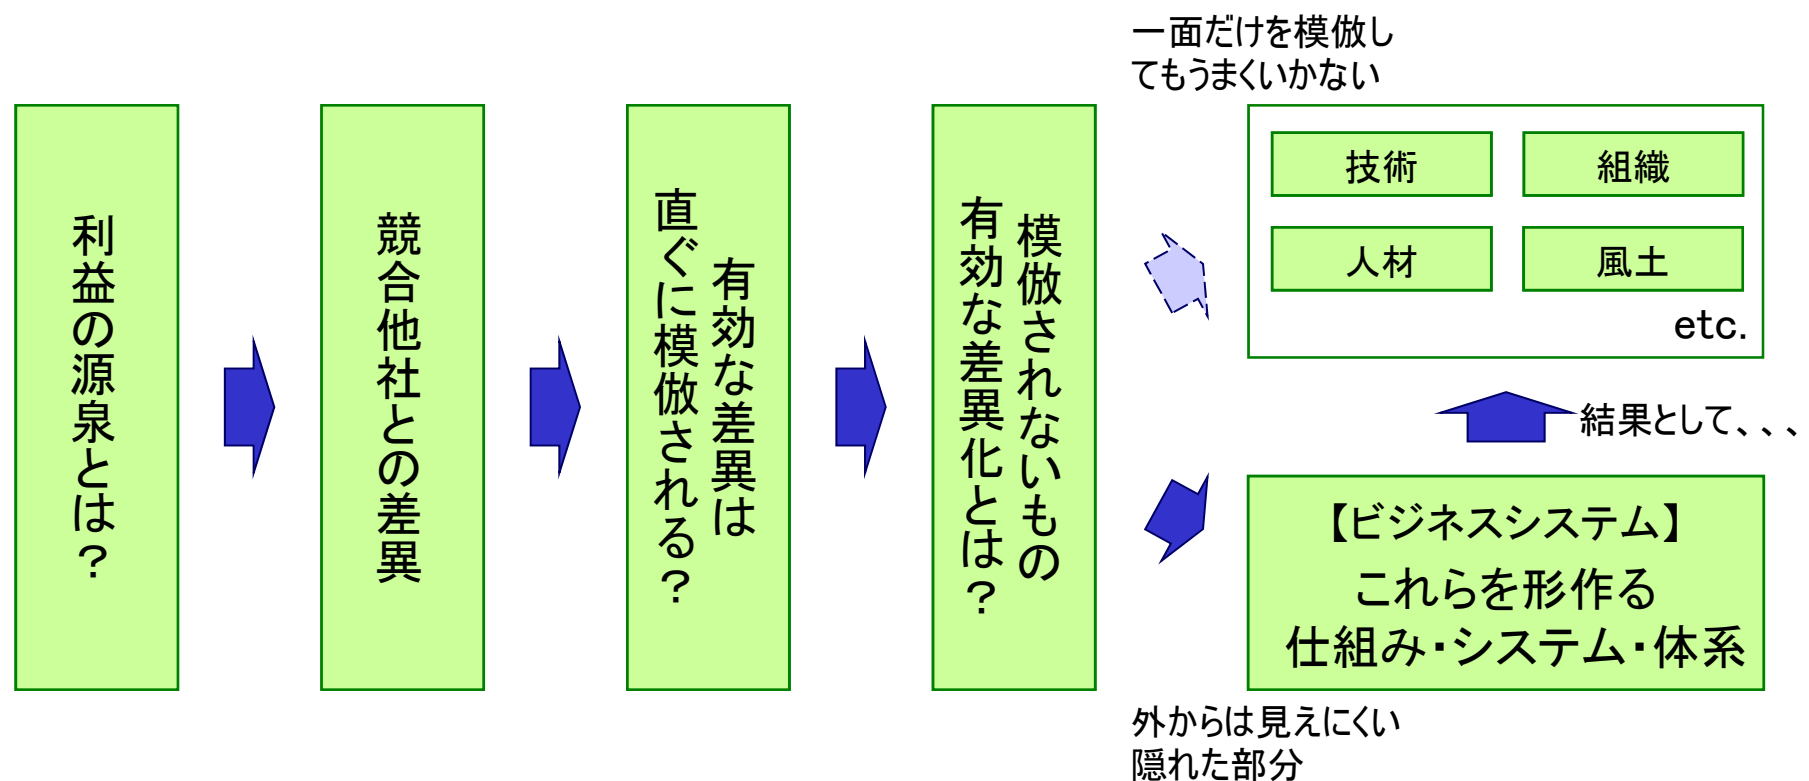 利益の源泉とは？
競合他社との差異
有効な差異は
直ぐに模倣される？
模倣されないもの
有効な差異化とは？
一面だけを模倣し
てもうまくいかない
技術
組織
人材
風土
etc.
結果として、、、
【ビジネスシステム】
これらを形作る
仕組み・システム・体系
外からは見えにくい
隠れた部分